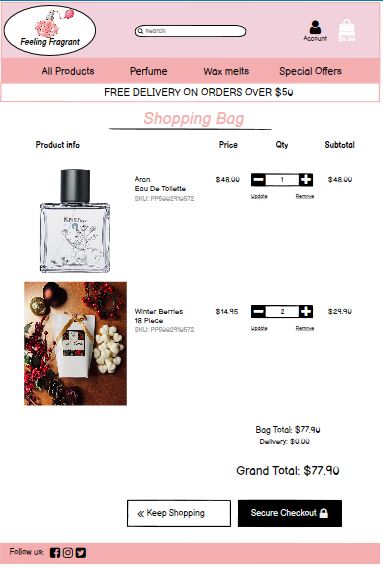 Feeling Fragrant
Search
Account
All Products Perfume Wax melts Special Offers
FREE DELIVERY ON ORDERS OVER $50
Shopping Bag
Product info Price Qty Subtotal
Aran $48.00 1 $48.00
Eau De Toilette
SKU: PP5002910572
Update Remove
Winter Berries $14.95 2 $29.90
18 Piece
SKU: PP5002910572
Update Remove
Bag Total: $77.90
Delivery: $0.00
Grand Total: $77.90
« Keep Shopping Secure Checkout
Follow us: